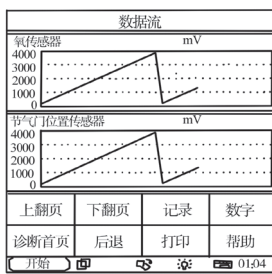 数据流
氧传感器 mV
4000
3000
2000
1000
0
节气门位置传感器 mV
4000
3000
2000
1000
0
上翻页 下翻页 记录 数字
诊断首页 后退 打印 帮助
开始 01:04